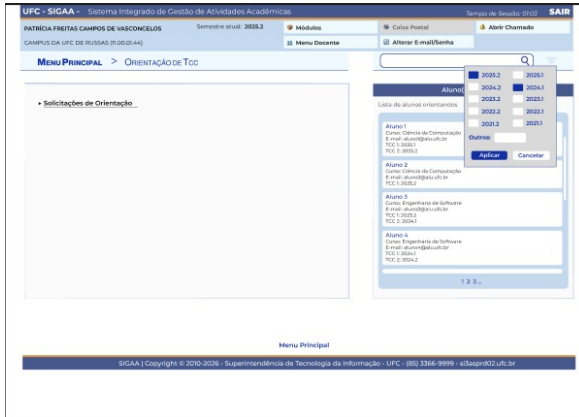 UFC - SIGAA - Sistema Integrado de Gestão de Atividades Acadêmicas
Tempo de Sessão: 01:03 SAIR
PATRÍCIA FREITAS CAMPOS DE VASCONCELOS
Semestre atual: 2025.2
Módulos
Caixa Postal
Abrir Chamado
CAMPUS DA UFC DE RUSSAS (11.00.01.44)
Menu Docente
Alterar E-mail/Senha
MENU PRINCIPAL > ORIENTAÇÃO DE TCC
Solicitações de Orientação
Lista de alunos orientandos
Aluno 1
Curso: Ciência da Computação
E-mail: aluno1@alu.ufc.br
TCC 1: 2025.1
TCC 2: 2025.2
Aluno 2
Curso: Ciência da Computação
E-mail: aluno2@alu.ufc.br
TCC 1: 2025.2
Aluno 3
Curso: Engenharia de Software
E-mail: aluno3@alu.ufc.br
TCC 1: 2023.2
TCC 2: 2024.1
Aluno 4
Curso: Engenharia de Software
E-mail: aluno4@alu.ufc.br
TCC 1: 2024.1
TCC 2: 2024.2
1 2 3 ...
2025.2 2025.1
2024.2 2024.1
2023.2 2023.1
2022.2 2022.1
2021.2 2021.1
Outros:
Aplicar Cancelar
Menu Principal
SIGAA | Copyright © 2010-2026 - Superintendência de Tecnologia da Informação - UFC - (85) 3366-9999 - si3asprd02.ufc.br